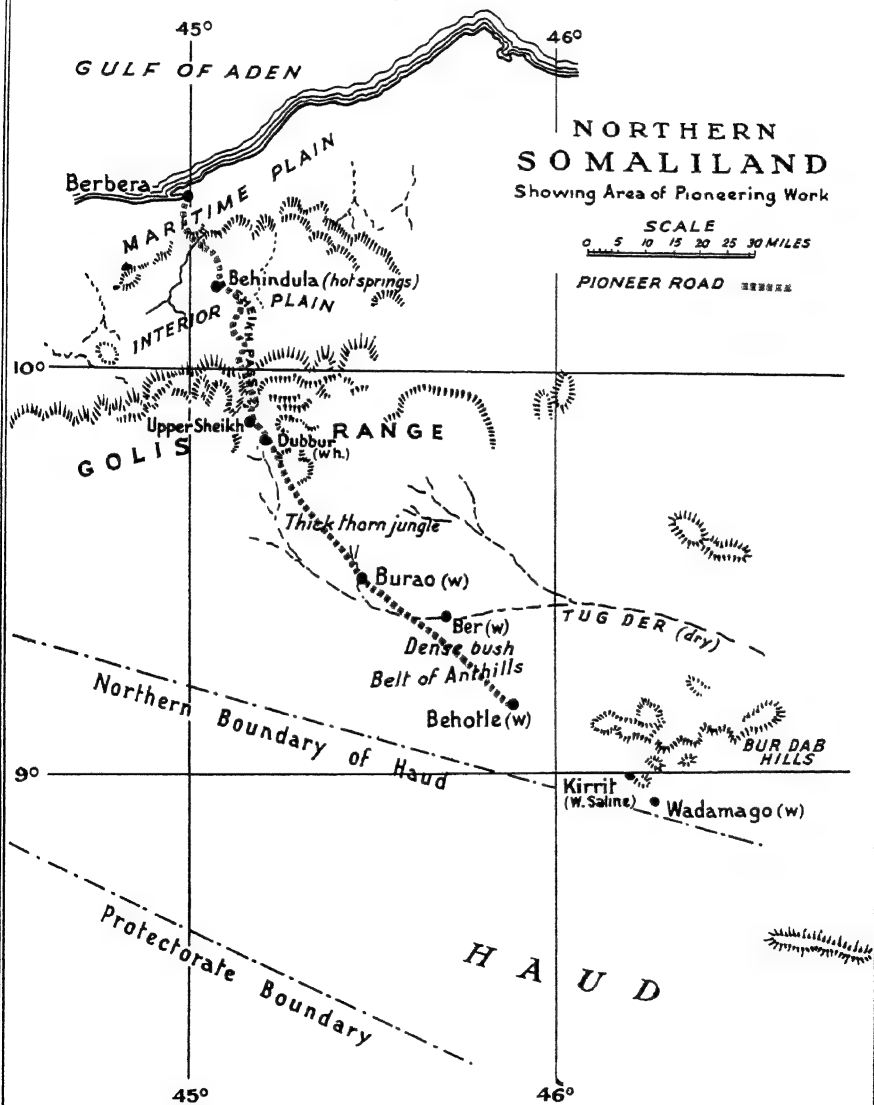 45°
46°
GULF OF ADEN
NORTHERN
SOMALILAND
Showing Area of Pioneering Work
SCALE
0 5 10 15 20 25 30 MILES
PIONEER ROAD
Berbera
MARITIME PLAIN
Behindula (hot springs)
INTERIOR PLAIN
SHEIKH PASS
10°
Upper Sheikh
Dubbur
(wh.)
GOLIS RANGE
Thick thorn jungle
Burao (w)
Ber (w)
TUG DER (dry)
Dense bush
Belt of Anthills
Behotle (w)
Northern Boundary of Haud
BUR DAB
HILLS
9°
Kirrit
(W. Saline)
Wadamago (w)
Protectorate Boundary
HAUD
45°
46°